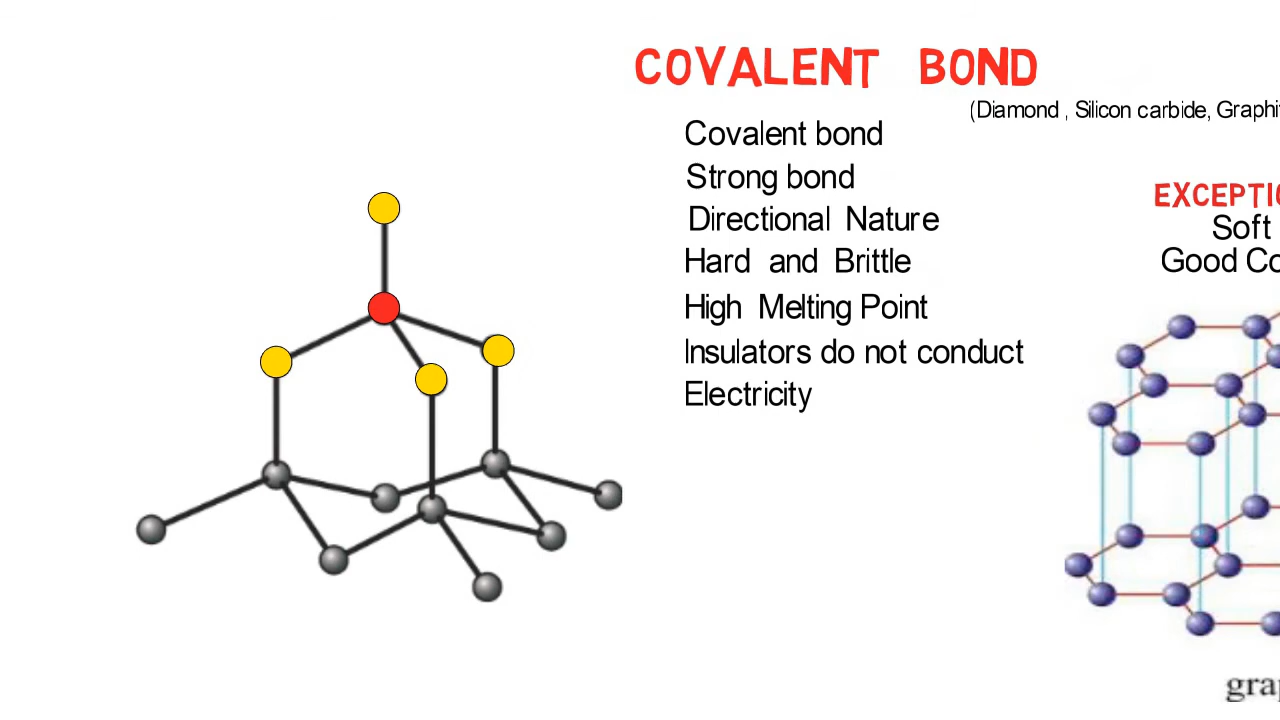 COVALENT BOND
(Diamond , Silicon carbide,
Covalent bond
Strong bond
Directional Nature
Hard and Brittle
High Melting Point
Insulators do not conduct
Electricity
Soft
Good